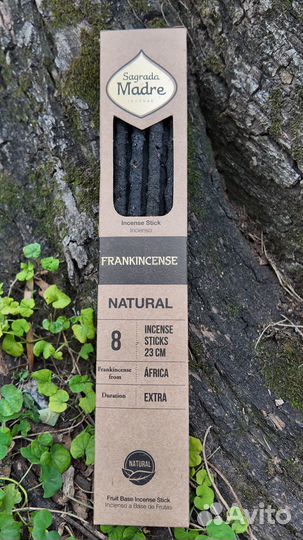 Sagrada
Madre
INCENSE
Incense Stick
Incienso
FRANKINCENSE
NATURAL
8 INCENSE
STICKS
23 CM
Frankincense
from
ÁFRICA
Duration
EXTRA
NATURAL
Fruit Base Incense Stick
Incienso a Base de Frutas
Avito